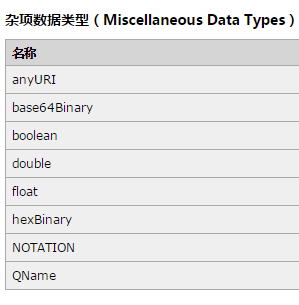 杂项数据类型（Miscellaneous Data Types）
名称
anyURI
base64Binary
boolean
double
float
hexBinary
NOTATION
QName